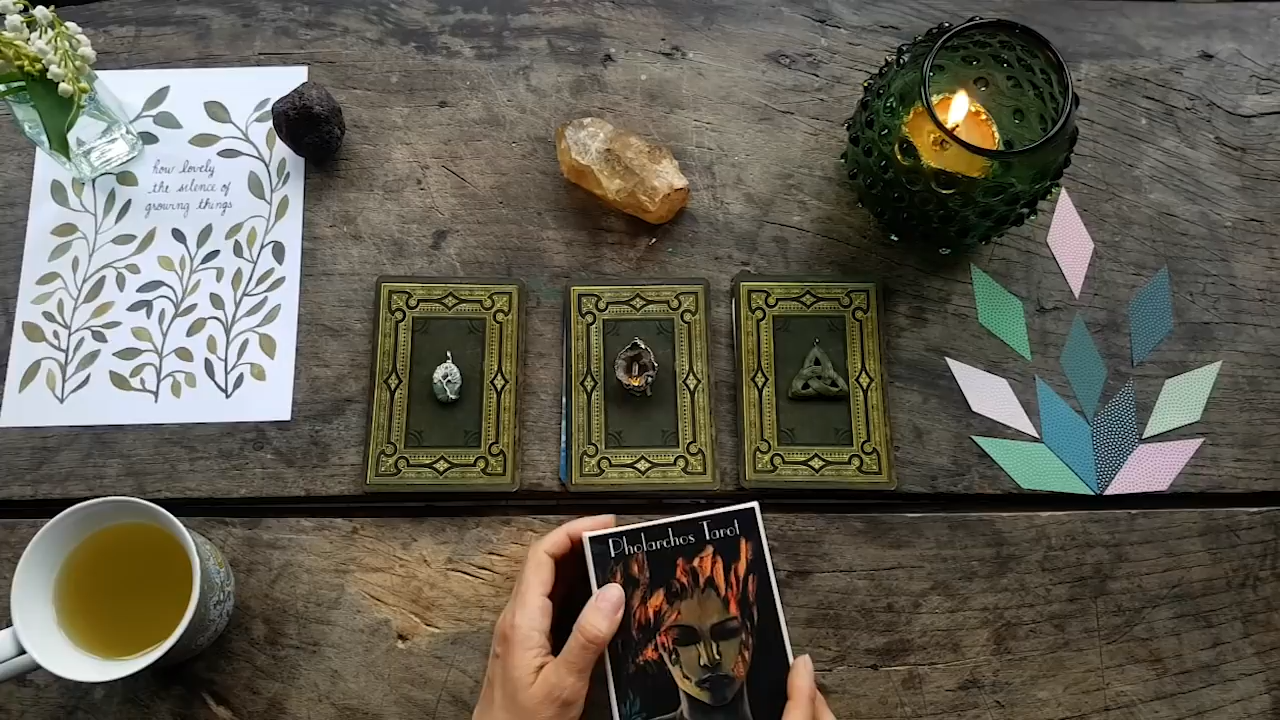 how lovely
the silence of
growing things
Pholarchos Tarot